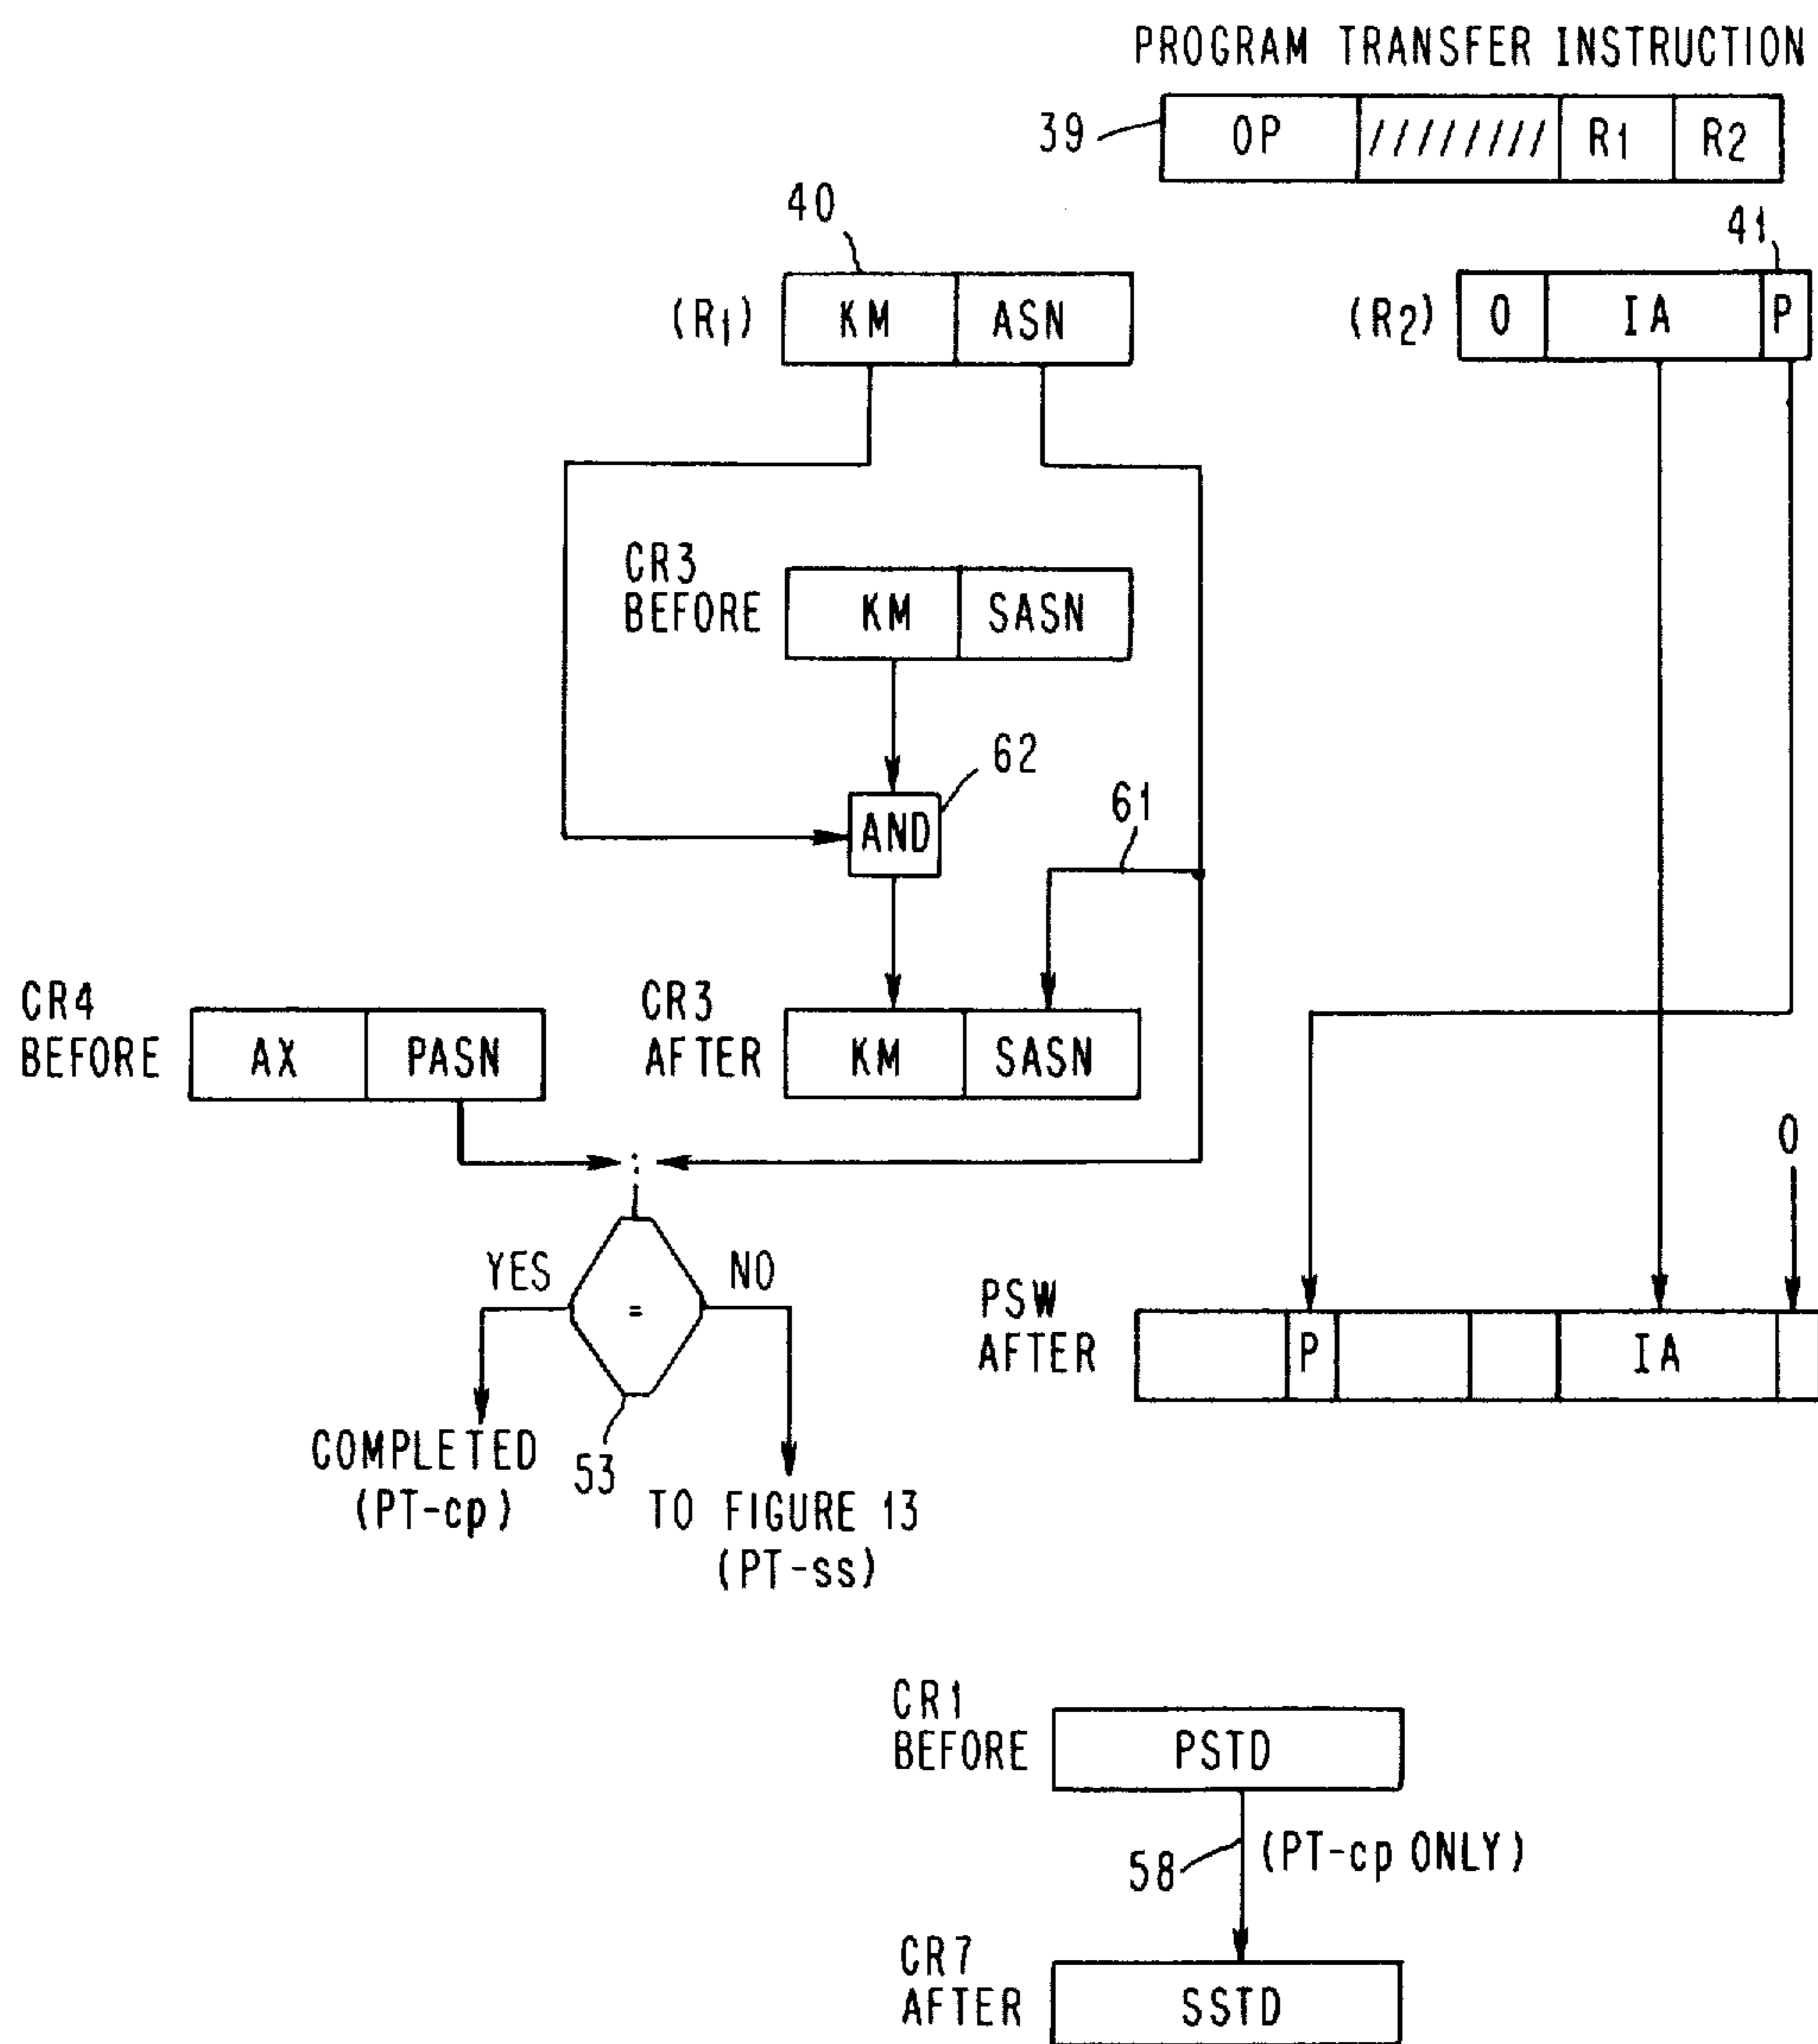 PROGRAM TRANSFER INSTRUCTION
39 OP //////// R1 R2
40
41
(R1) KM ASN
(R2) 0 IA P
CR3
BEFORE
KM SASN
62
AND
61
CR4
BEFORE
AX PASN
CR3
AFTER
KM SASN
0
:
YES
=
NO
PSW
AFTER
P IA
COMPLETED
(PT-cp)
53
TO FIGURE 13
(PT-ss)
CR1
BEFORE
PSTD
58
(PT-cp ONLY)
CR7
AFTER
SSTD